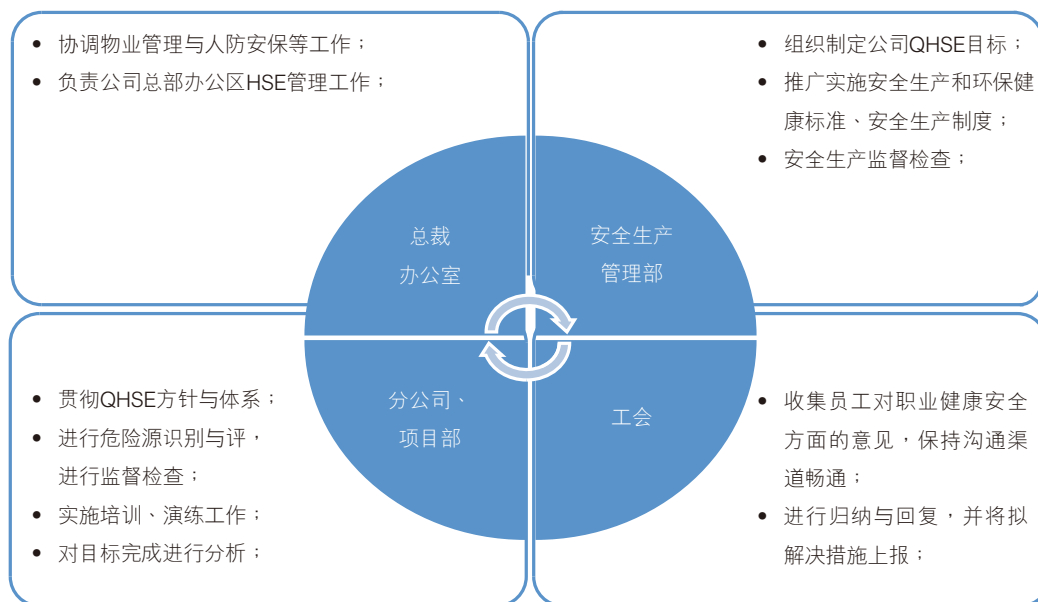 • 协调物业管理与人防安保等工作；
• 负责公司总部办公区HSE管理工作；
• 组织制定公司QHSE目标；
• 推广实施安全生产和环保健
康标准、安全生产制度；
• 安全生产监督检查；
总裁
办公室
安全生产
管理部
分公司、
项目部
工会
• 贯彻QHSE方针与体系；
• 进行危险源识别与评，
进行监督检查；
• 实施培训、演练工作；
• 对目标完成进行分析；
• 收集员工对职业健康安全
方面的意见，保持沟通渠
道畅通；
• 进行归纳与回复，并将拟
解决措施上报；